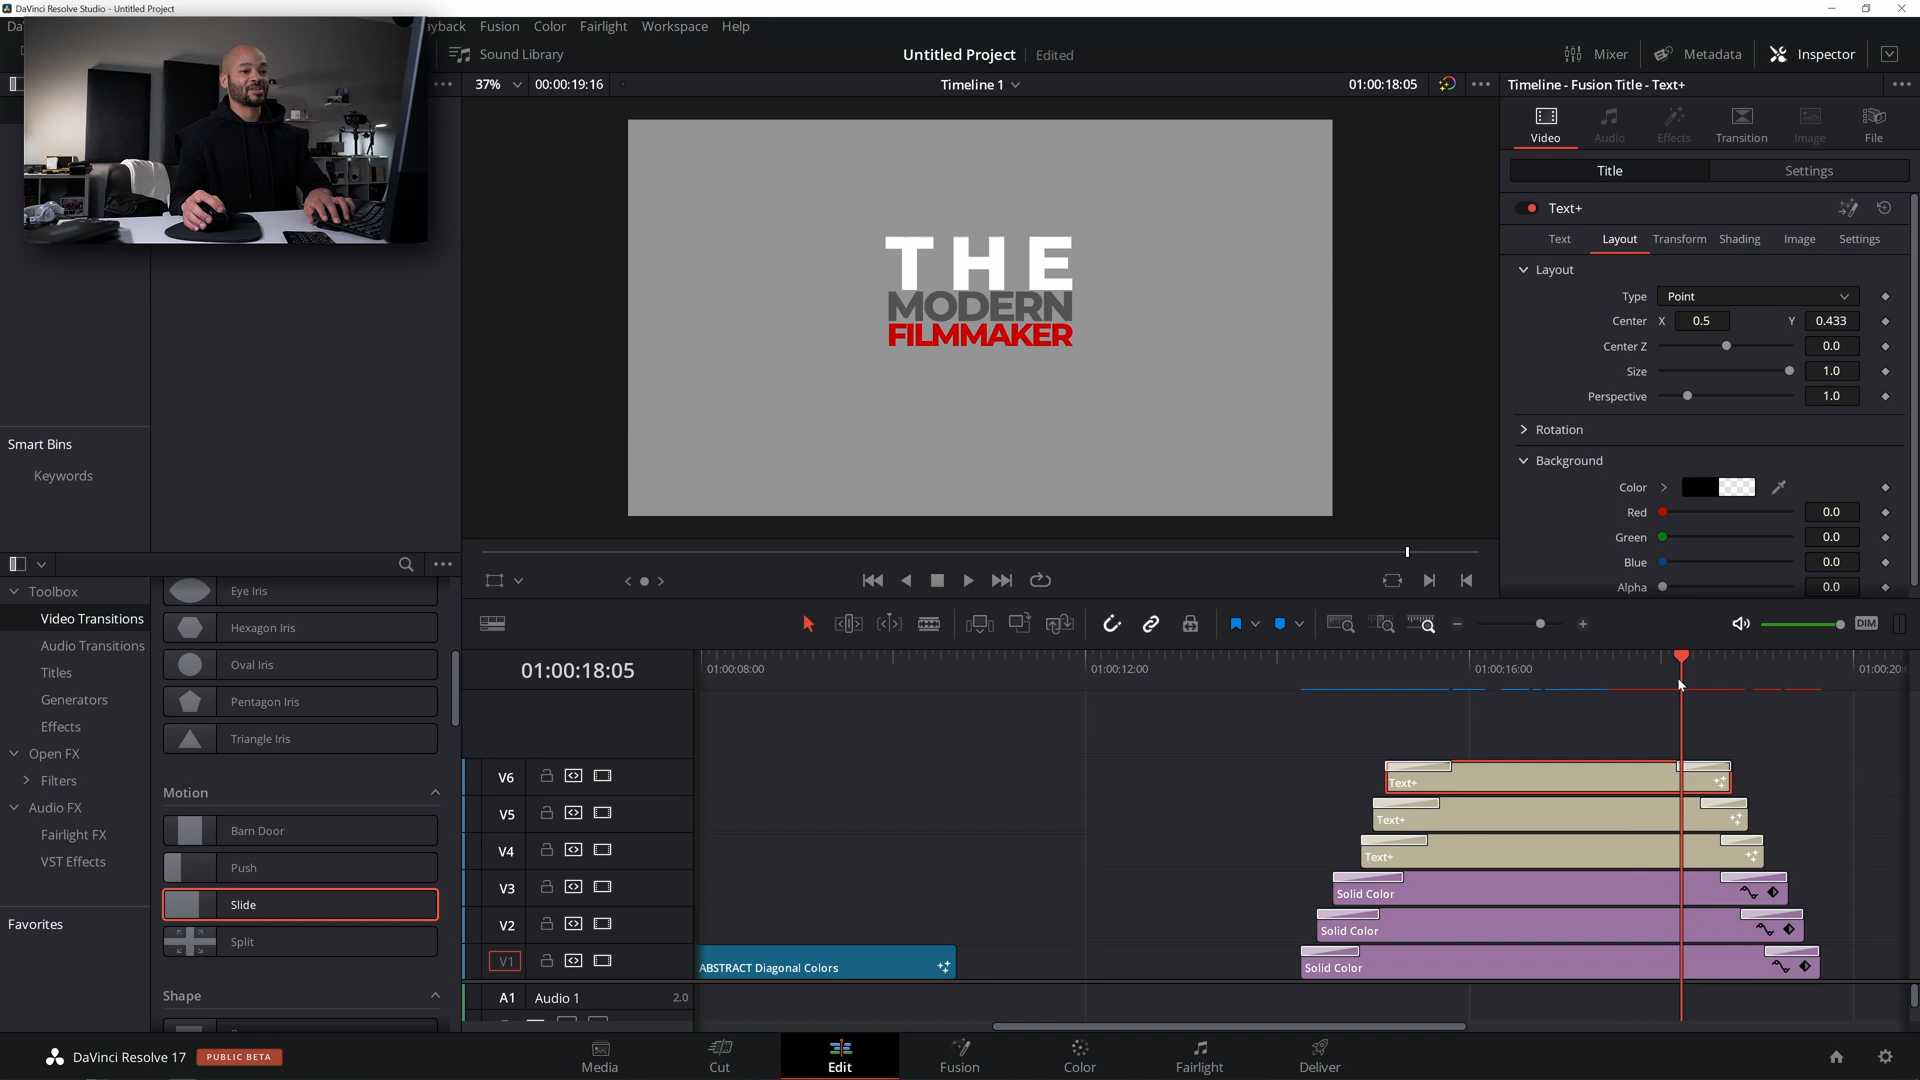 DaVinci Resolve Studio - Untitled Project
Da
yback Fusion Color Fairlight Workspace Help
Sound Library
Untitled Project Edited
Mixer Metadata Inspector
37% 00:00:19:16 Timeline 1 01:00:18:05
Timeline - Fusion Title - Text+
Video Audio Effects Transition Image File
Title Settings
Text+
Text Layout Transform Shading Image Settings
Layout
Type Point
Center X 0.5 Y 0.433
Center Z 0.0
Size 1.0
Perspective 1.0
Rotation
Background
Color
Red 0.0
Green 0.0
Blue 0.0
Alpha 0.0
THE
MODERN
FILMMAKER
Smart Bins
Keywords
Toolbox
Video Transitions
Audio Transitions
Titles
Generators
Effects
Open FX
Filters
Audio FX
Fairlight FX
VST Effects
Favorites
Eye Iris
Hexagon Iris
Oval Iris
Pentagon Iris
Triangle Iris
Motion
Barn Door
Push
Slide
Split
Shape
DIM
01:00:18:05
01:00:08:00 01:00:12:00 01:00:16:00 01:00:20:
V6 Text+
V5 Text+
V4 Text+
V3 Solid Color
V2 Solid Color
V1 ABSTRACT Diagonal Colors Solid Color
A1 Audio 1 2.0
DaVinci Resolve 17 PUBLIC BETA
Media Cut Edit Fusion Color Fairlight Deliver